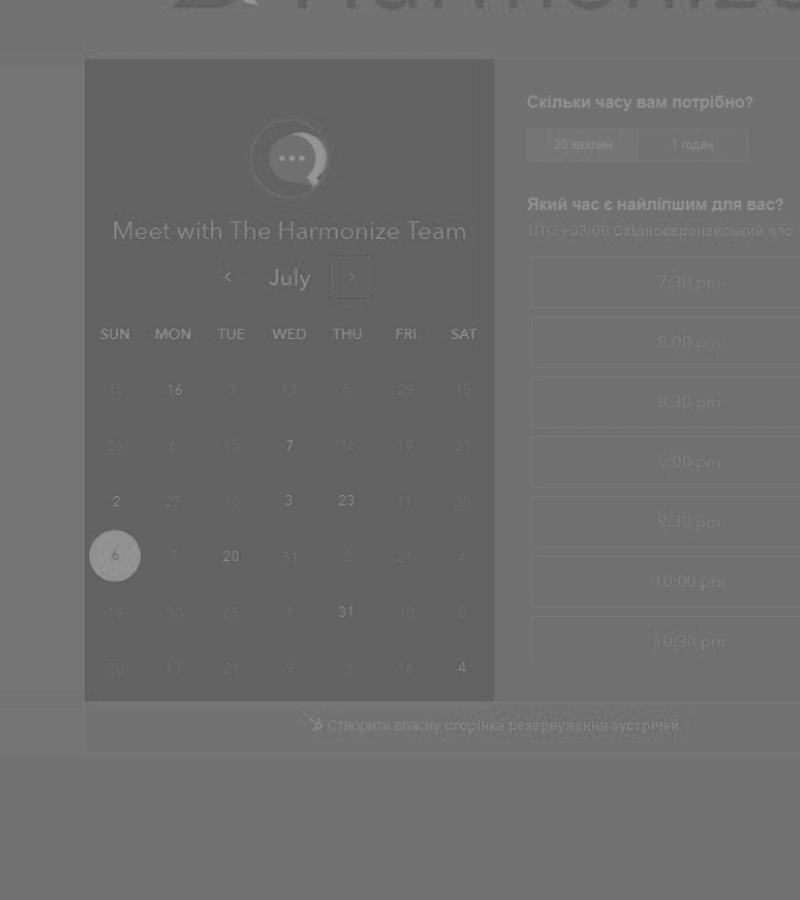 Скільки часу вам потрібно?
30 хвилин 1 годин
Meet with The Harmonize Team
Який час є найліпшим для вас?
UTC +03:00 Східноєвропейський час
July
7:30 pm
SUN MON TUE WED THU FRI SAT
8:00 pm
15 16 3 13 6 29 15
8:30 pm
26 6 13 7 16 19 21
9:00 pm
2 27 16 3 23 11 28
9:30 pm
6 7 20 31 2 21 4
10:00 pm
19 30 25 1 31 10 8
10:30 pm
20 13 21 9 3 16 4
Створити власну сторінка резервування зустрічей